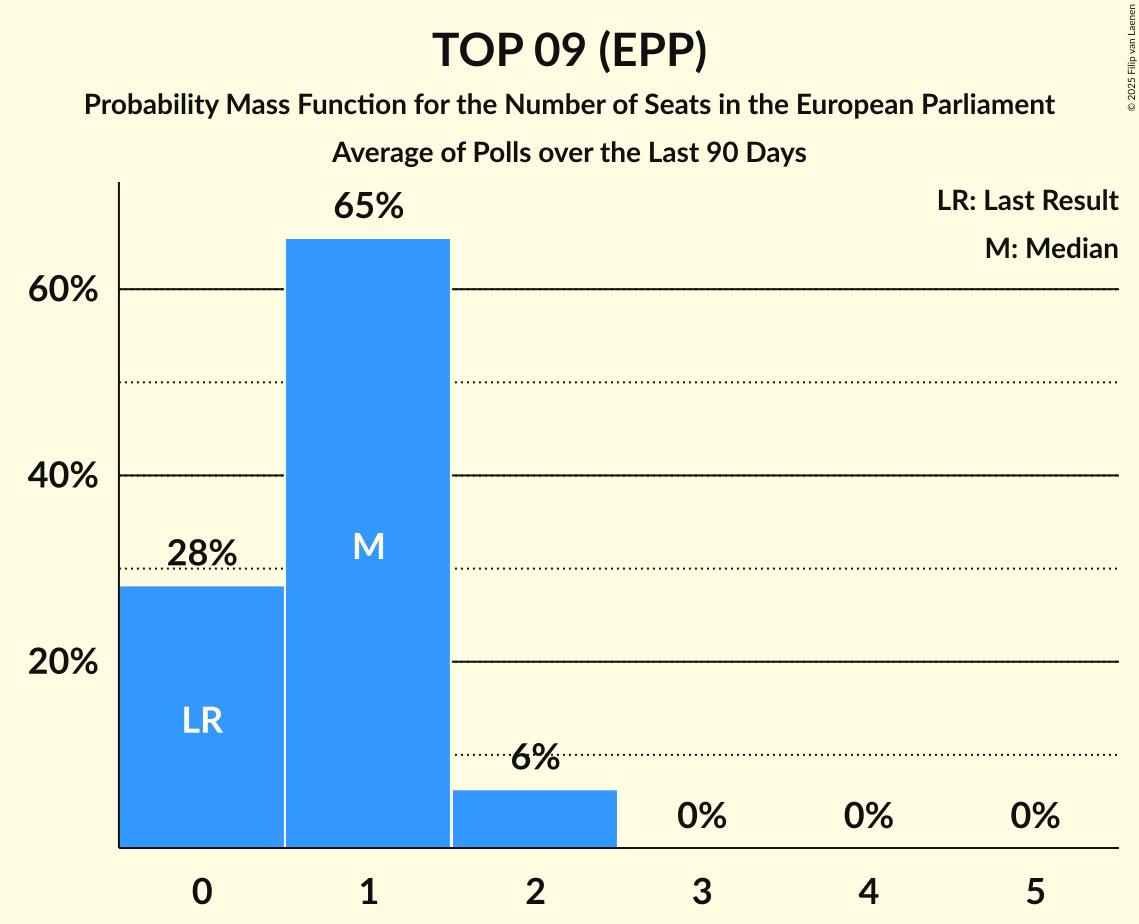 TOP 09 (EPP)
Probability Mass Function for the Number of Seats in the European Parliament
Average of Polls over the Last 90 Days
© 2025 Filip van Laenen
LR: Last Result
M: Median
65%
60%
40%
28%
M
20%
LR
6%
0%
0%
0%
0
1
2
3
4
5